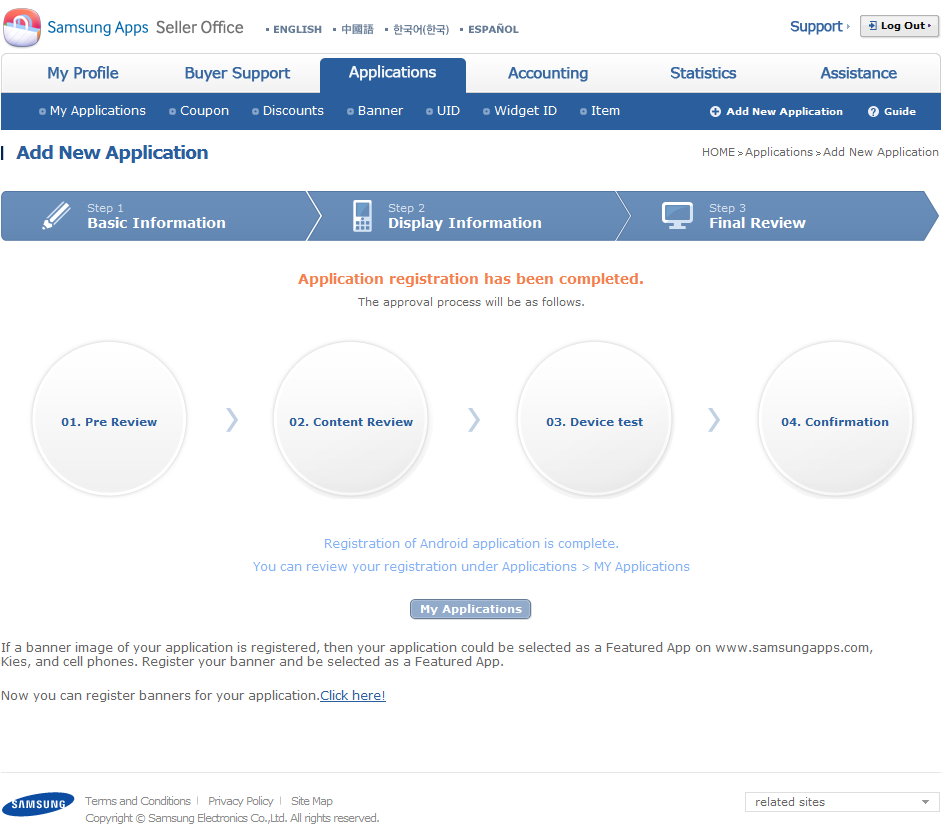 Samsung Apps Seller Office
ENGLISH 中國語 한국어(한국) ESPAÑOL
Support Log Out
My Profile Buyer Support Applications Accounting Statistics Assistance
My Applications Coupon Discounts Banner UID Widget ID Item Add New Application Guide
Add New Application
HOME > Applications > Add New Application
Step 1
Basic Information
Step 2
Display Information
Step 3
Final Review
Application registration has been completed.
The approval process will be as follows.
01. Pre Review
02. Content Review
03. Device test
04. Confirmation
Registration of Android application is complete.
You can review your registration under Applications > MY Applications
My Applications
If a banner image of your application is registered, then your application could be selected as a Featured App on www.samsungapps.com,
Kies, and cell phones. Register your banner and be selected as a Featured App.
Now you can register banners for your application.Click here!
SAMSUNG
Terms and Conditions | Privacy Policy | Site Map
Copyright © Samsung Electronics Co.,Ltd. All rights reserved.
related sites